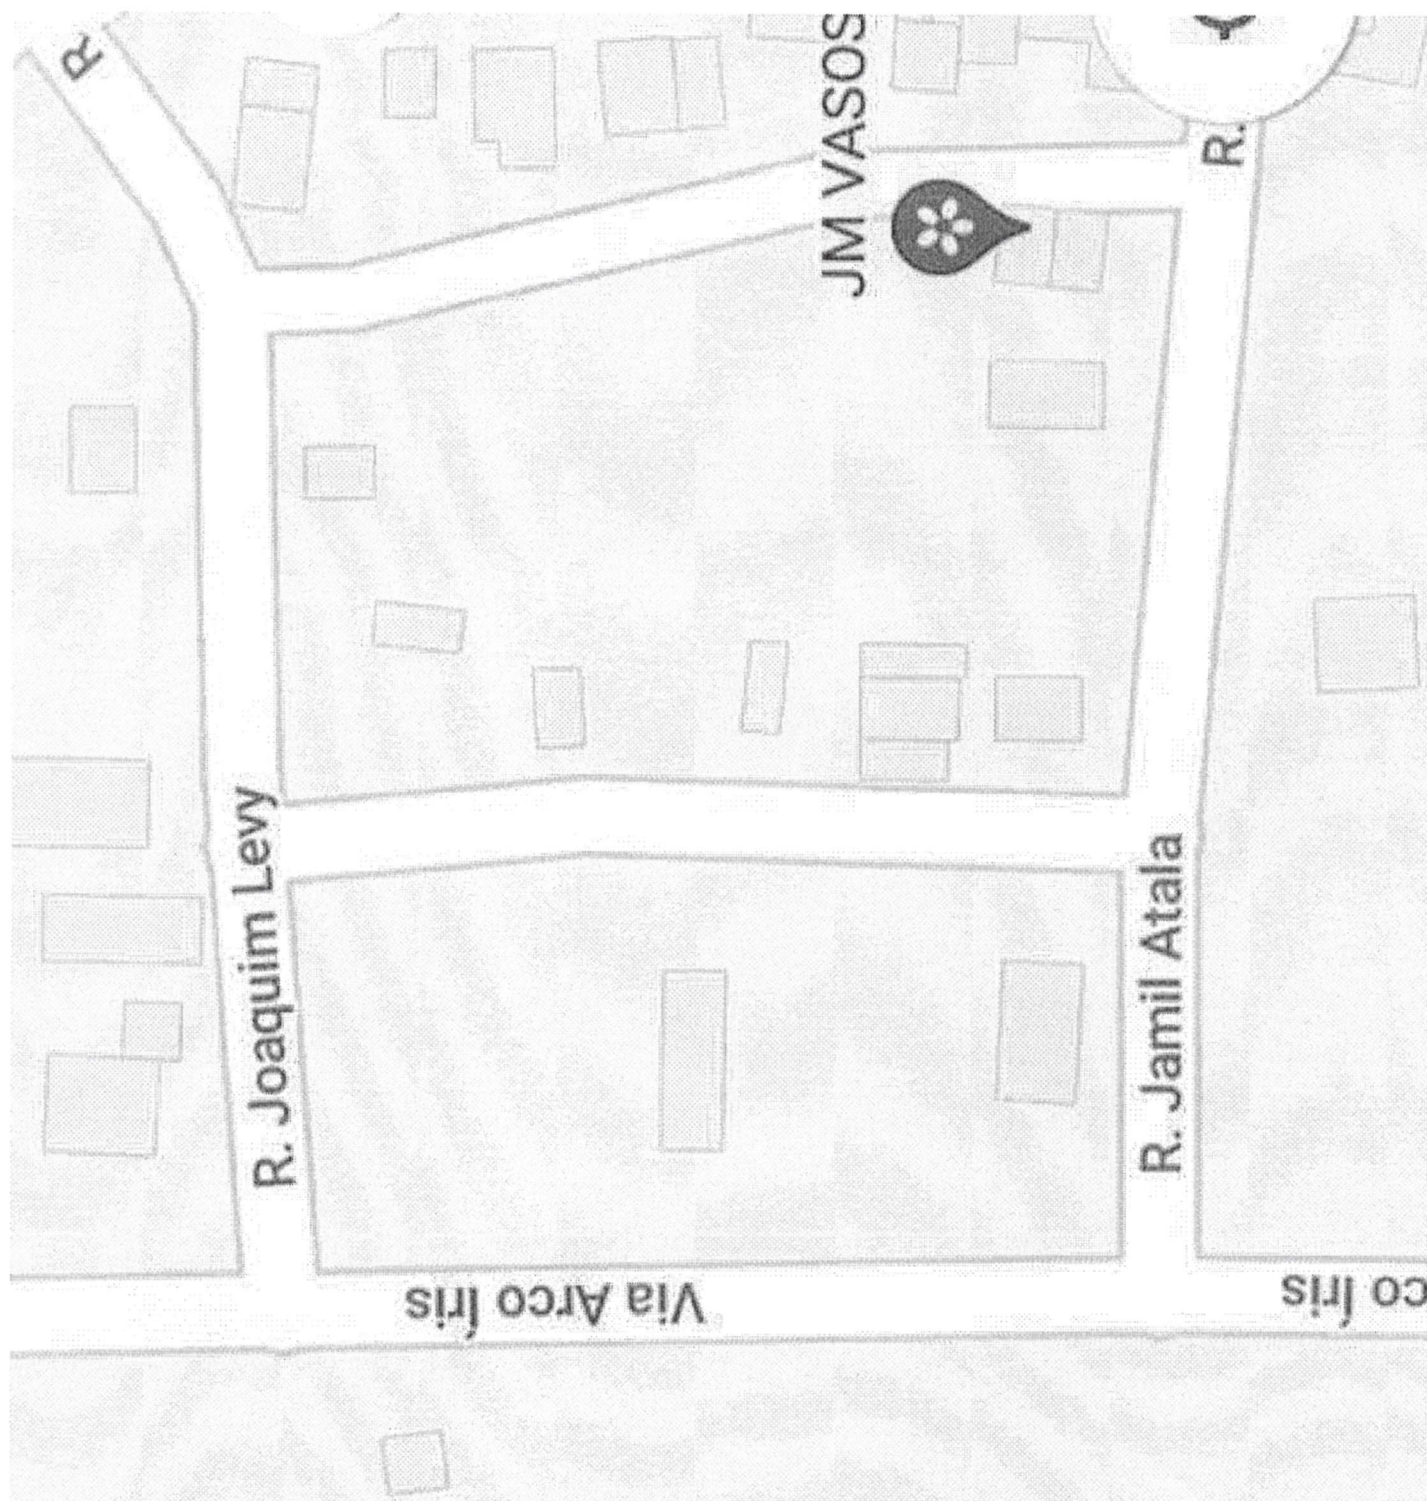 R
JM VASOS
R.
R. Joaquim Levy
R. Jamil Atala
Via Arco Íris
co Íris